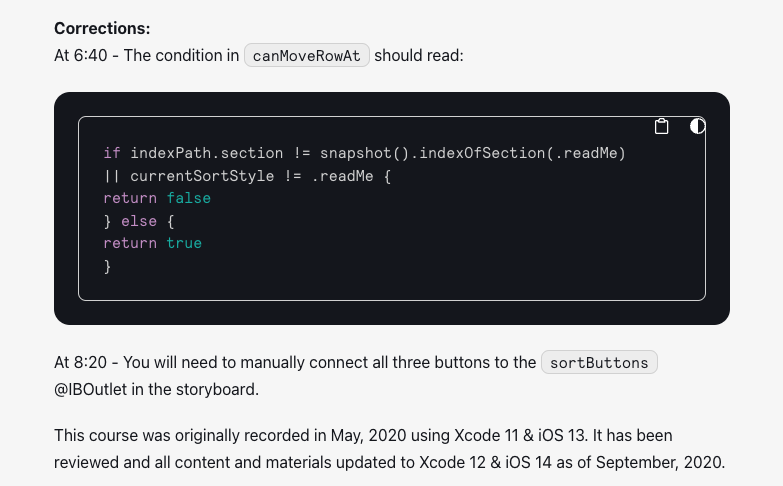 Corrections:
At 6:40 - The condition in canMoveRowAt should read:
if indexPath.section != snapshot().indexOfSection(.readMe)
|| currentSortStyle != .readMe {
return false
} else {
return true
}
At 8:20 - You will need to manually connect all three buttons to the sortButtons
@IBOutlet in the storyboard.
This course was originally recorded in May, 2020 using Xcode 11 & iOS 13. It has been
reviewed and all content and materials updated to Xcode 12 & iOS 14 as of September, 2020.